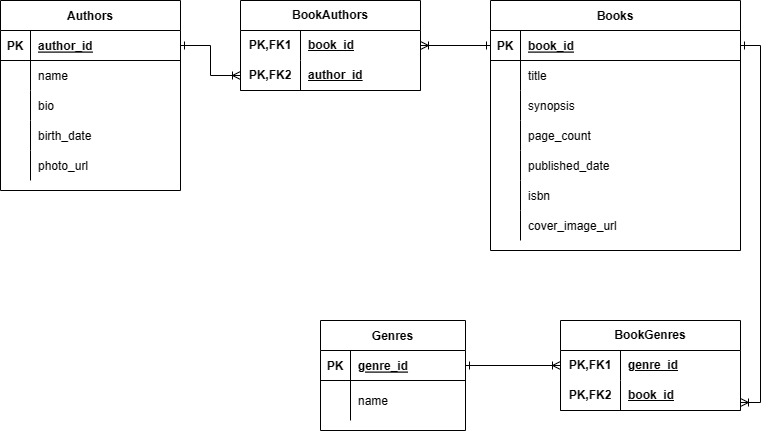 Authors
PK author_id
name
bio
birth_date
photo_url
BookAuthors
PK,FK1 book_id
PK,FK2 author_id
Books
PK book_id
title
synopsis
page_count
published_date
isbn
cover_image_url
Genres
PK genre_id
name
BookGenres
PK,FK1 genre_id
PK,FK2 book_id